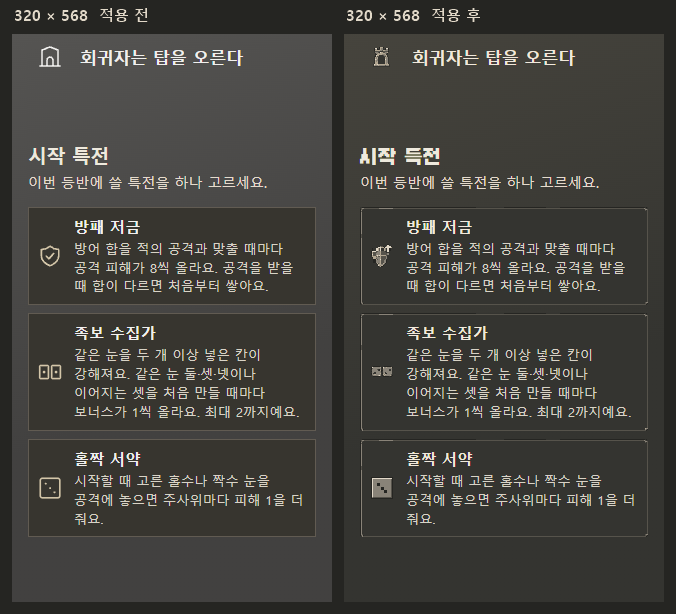 320 × 568 적용 전
회귀자는 탑을 오른다
시작 특전
이번 등반에 쓸 특전을 하나 고르세요.
방패 저금
방어 합을 적의 공격과 맞출 때마다
공격 피해가 8씩 올라요. 공격을 받을
때 합이 다르면 처음부터 쌓아요.
족보 수집가
같은 눈을 두 개 이상 넣은 칸이
강해져요. 같은 눈 둘·셋·넷이나
이어지는 셋을 처음 만들 때마다
보너스가 1씩 올라요. 최대 2까지예요.
홀짝 서약
시작할 때 고른 홀수나 짝수 눈을
공격에 놓으면 주사위마다 피해 1을 더
줘요.
320 × 568 적용 후
회귀자는 탑을 오른다
시작 특전
이번 등반에 쓸 특전을 하나 고르세요.
방패 저금
방어 합을 적의 공격과 맞출 때마다
공격 피해가 8씩 올라요. 공격을 받을
때 합이 다르면 처음부터 쌓아요.
족보 수집가
같은 눈을 두 개 이상 넣은 칸이
강해져요. 같은 눈 둘·셋·넷이나
이어지는 셋을 처음 만들 때마다
보너스가 1씩 올라요. 최대 2까지예요.
홀짝 서약
시작할 때 고른 홀수나 짝수 눈을
공격에 놓으면 주사위마다 피해 1을 더
줘요.